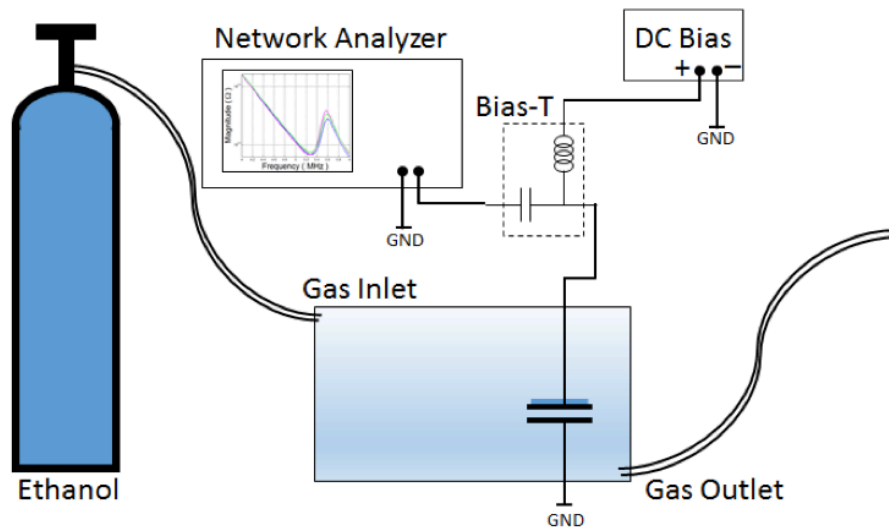 Network Analyzer
DC Bias
+ −
Magnitude ( Ω )
Frequency ( MHz )
Bias-T
GND
GND
Gas Inlet
Ethanol
Gas Outlet
GND